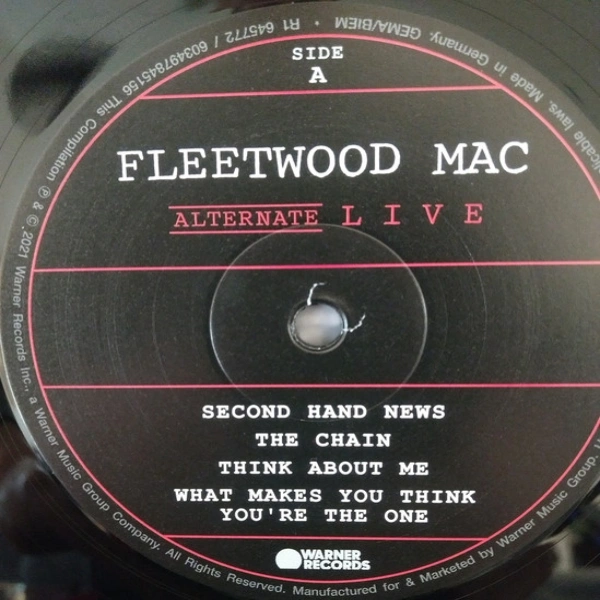 SIDE
A
FLEETWOOD MAC
ALTERNATE LIVE
SECOND HAND NEWS
THE CHAIN
THINK ABOUT ME
WHAT MAKES YOU THINK
YOU'RE THE ONE
WARNER
RECORDS
R1 645772 / 603497845156 This Compilation ℗ & © 2021 Warner Records Inc., a Warner Music Group Company. All Rights Reserved. Manufactured for & Marketed by Warner Music Group.
laws. Made in Germany. GEMA/BIEM •